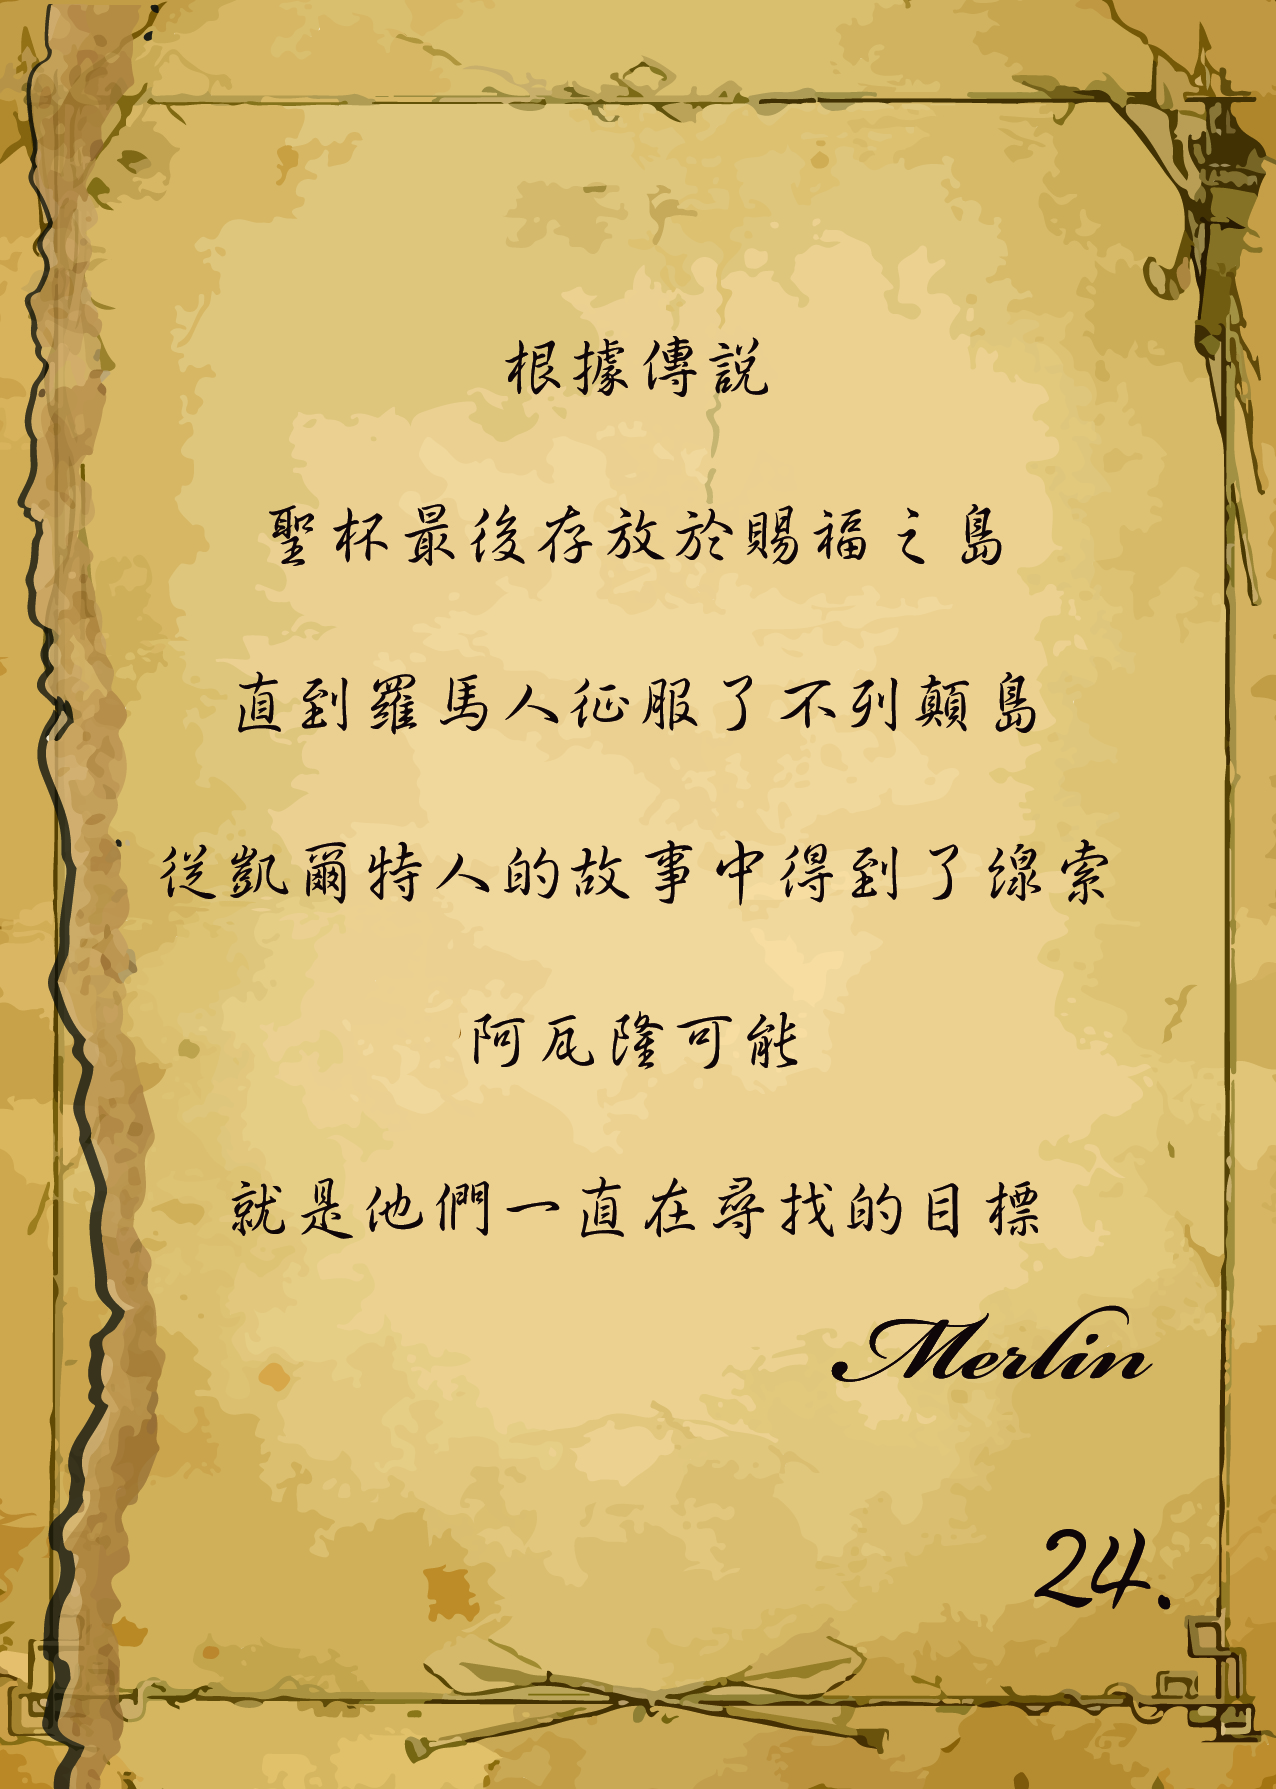 根據傳説
聖杯最後存放於賜福之島
直到羅馬人征服了不列顛島
從凱爾特人的故事中得到了線索
阿瓦隆可能
就是他們一直在尋找的目標
Merlin
24.